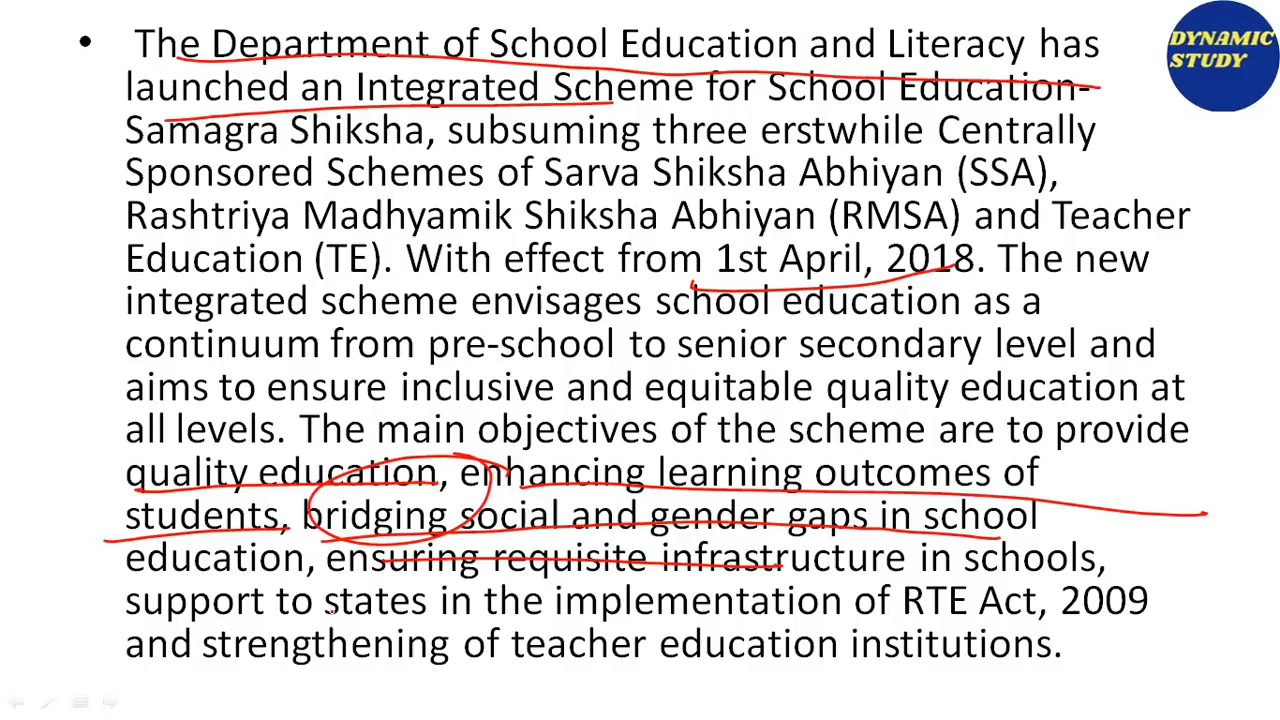 • The Department of School Education and Literacy has
launched an Integrated Scheme for School Education-
Samagra Shiksha, subsuming three erstwhile Centrally
Sponsored Schemes of Sarva Shiksha Abhiyan (SSA),
Rashtriya Madhyamik Shiksha Abhiyan (RMSA) and Teacher
Education (TE). With effect from 1st April, 2018. The new
integrated scheme envisages school education as a
continuum from pre-school to senior secondary level and
aims to ensure inclusive and equitable quality education at
all levels. The main objectives of the scheme are to provide
quality education, enhancing learning outcomes of
students, bridging social and gender gaps in school
education, ensuring requisite infrastructure in schools,
support to states in the implementation of RTE Act, 2009
and strengthening of teacher education institutions.
DYNAMIC
STUDY